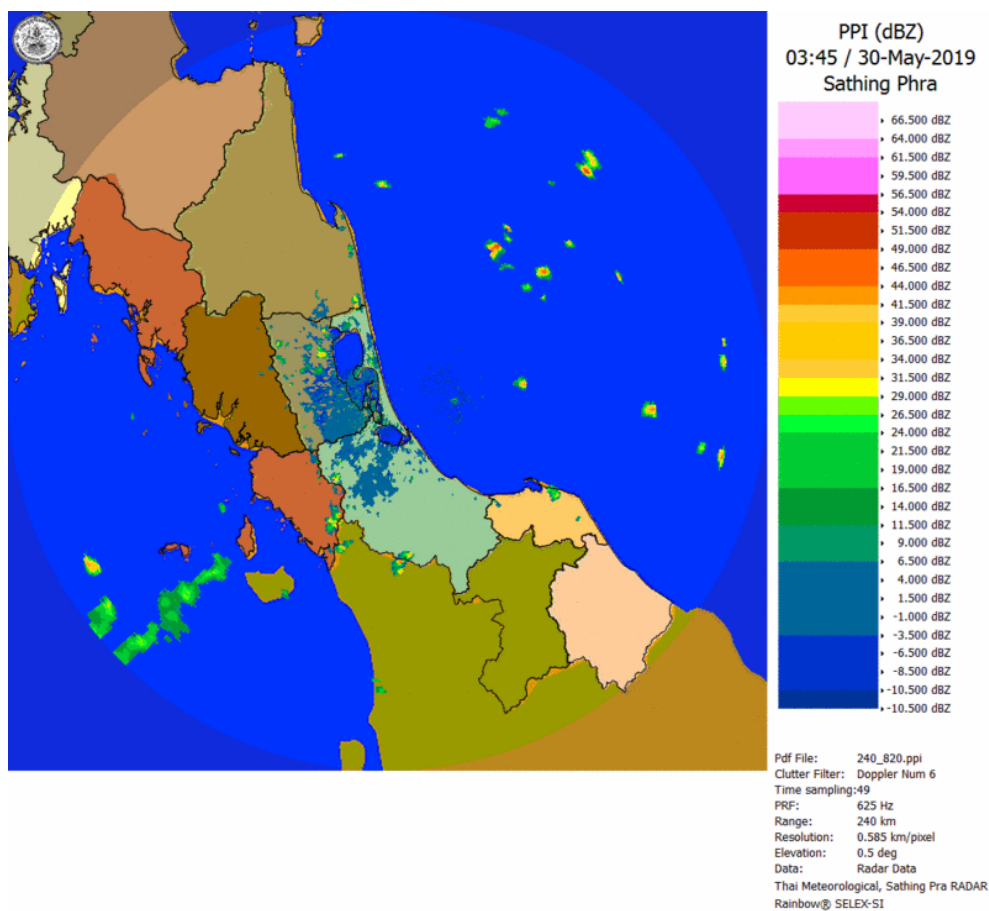 PPI (dBZ)
03:45 / 30-May-2019
Sathing Phra
66.500 dBZ
64.000 dBZ
61.500 dBZ
59.500 dBZ
56.500 dBZ
54.000 dBZ
51.500 dBZ
49.000 dBZ
46.500 dBZ
44.000 dBZ
41.500 dBZ
39.000 dBZ
36.500 dBZ
34.000 dBZ
31.500 dBZ
29.000 dBZ
26.500 dBZ
24.000 dBZ
21.500 dBZ
19.000 dBZ
16.500 dBZ
14.000 dBZ
11.500 dBZ
9.000 dBZ
6.500 dBZ
4.000 dBZ
1.500 dBZ
-1.000 dBZ
-3.500 dBZ
-6.500 dBZ
-8.500 dBZ
-10.500 dBZ
-10.500 dBZ
Pdf File: 240_820.ppi
Clutter Filter: Doppler Num 6
Time sampling:49
PRF: 625 Hz
Range: 240 km
Resolution: 0.585 km/pixel
Elevation: 0.5 deg
Data: Radar Data
Thai Meteorological, Sathing Pra RADAR
Rainbow® SELEX-SI